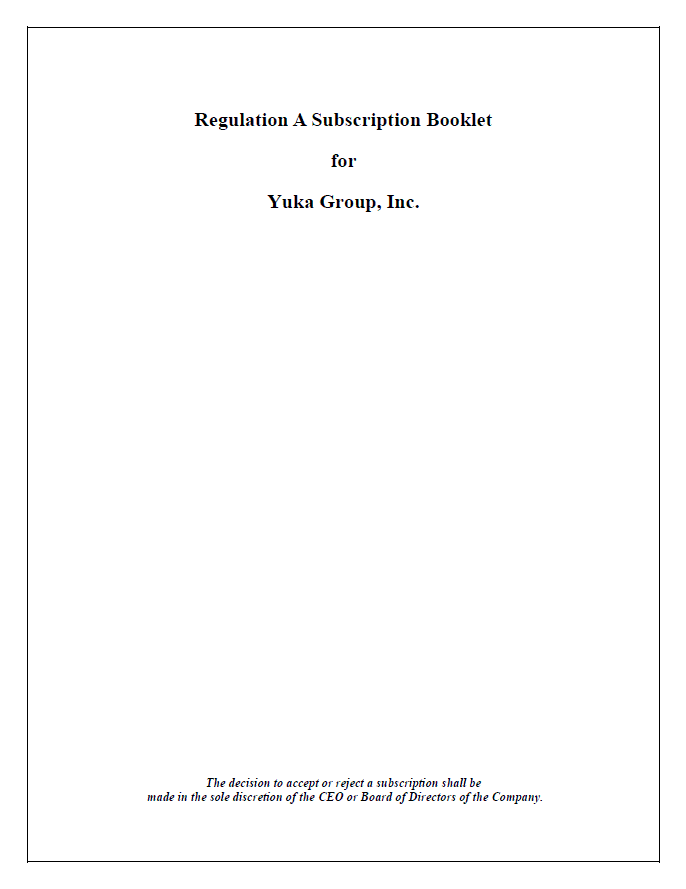 Regulation A Subscription Booklet
for
Yuka Group, Inc.
The decision to accept or reject a subscription shall be
made in the sole discretion of the CEO or Board of Directors of the Company.